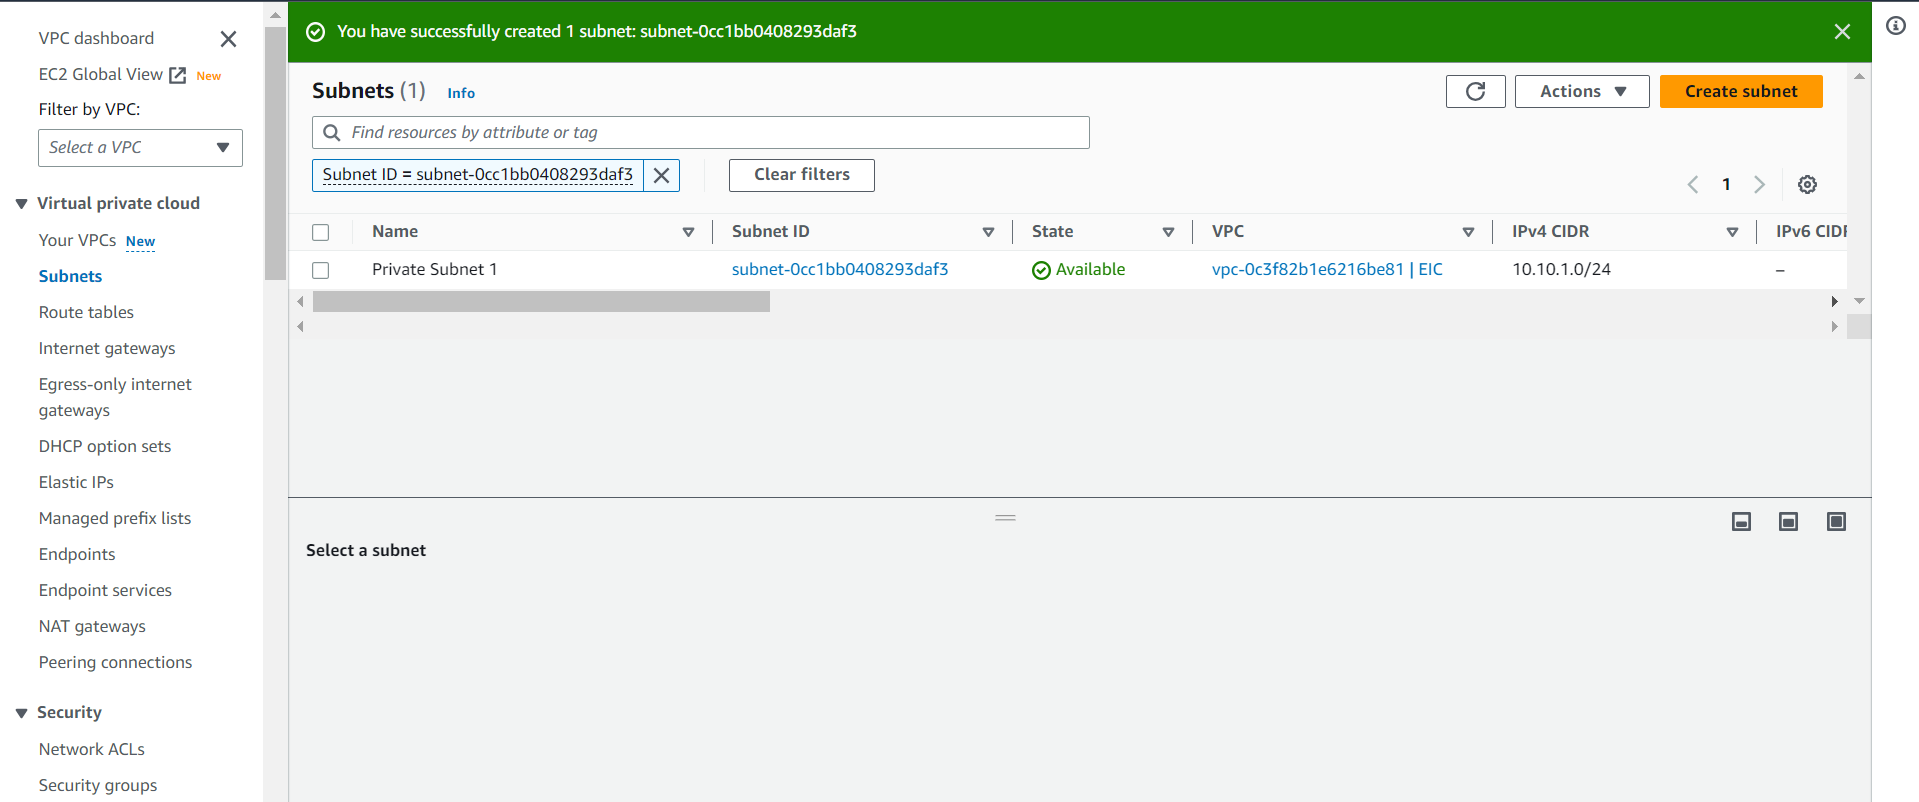 VPC dashboard
EC2 Global View New
Filter by VPC:
Select a VPC
Virtual private cloud
Your VPCs New
Subnets
Route tables
Internet gateways
Egress-only internet
gateways
DHCP option sets
Elastic IPs
Managed prefix lists
Endpoints
Endpoint services
NAT gateways
Peering connections
Security
Network ACLs
Security groups
You have successfully created 1 subnet: subnet-0cc1bb0408293daf3
Subnets (1) Info
Actions
Create subnet
Find resources by attribute or tag
Subnet ID = subnet-0cc1bb0408293daf3
Clear filters
1
Name Subnet ID State VPC IPv4 CIDR IPv6 CIDR
Private Subnet 1 subnet-0cc1bb0408293daf3 Available vpc-0c3f82b1e6216be81 | EIC 10.10.1.0/24 –
Select a subnet